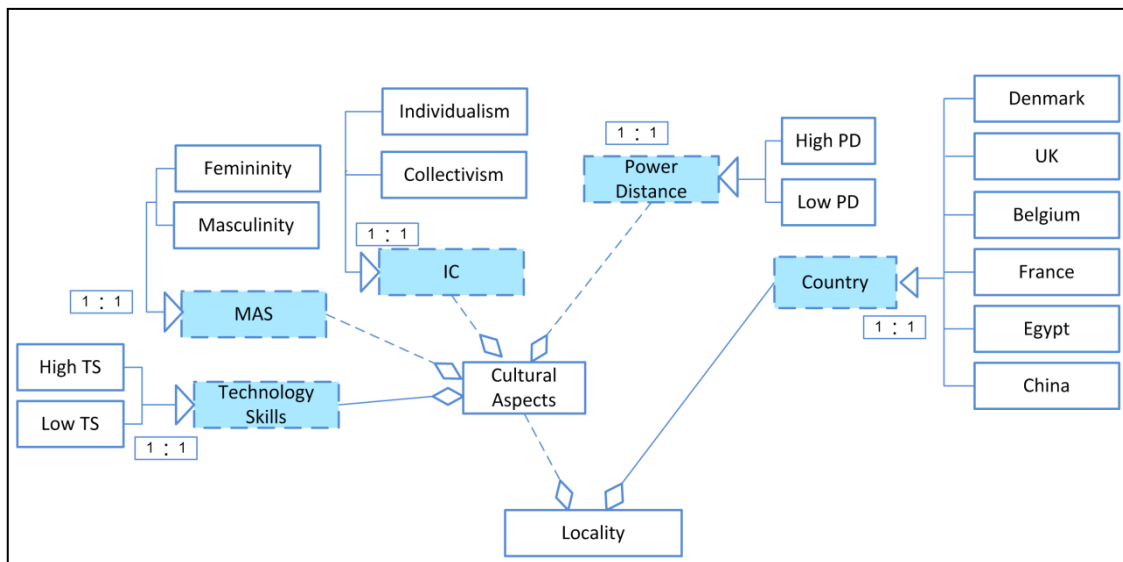 Individualism
Collectivism
1 : 1
IC
Femininity
Masculinity
1 : 1
MAS
High TS
Low TS
1 : 1
Technology
Skills
1 : 1
Power
Distance
High PD
Low PD
Denmark
UK
Belgium
France
Egypt
China
Country
1 : 1
Cultural
Aspects
Locality